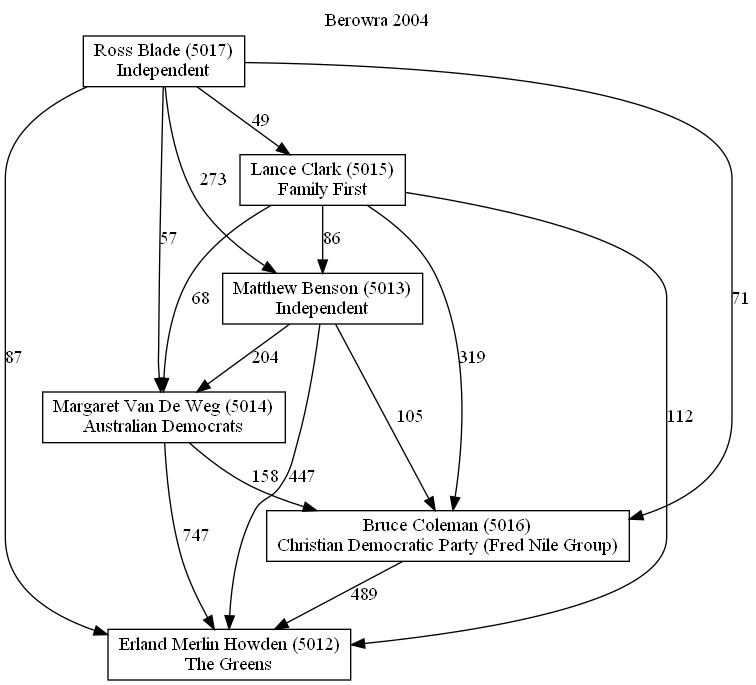 Berowra 2004
Ross Blade (5017)
Independent
49
Lance Clark (5015)
Family First
273
57
86
68
Matthew Benson (5013)
Independent
71
87
204
319
Margaret Van De Weg (5014)
Australian Democrats
105
112
158
447
Bruce Coleman (5016)
Christian Democratic Party (Fred Nile Group)
747
489
Erland Merlin Howden (5012)
The Greens